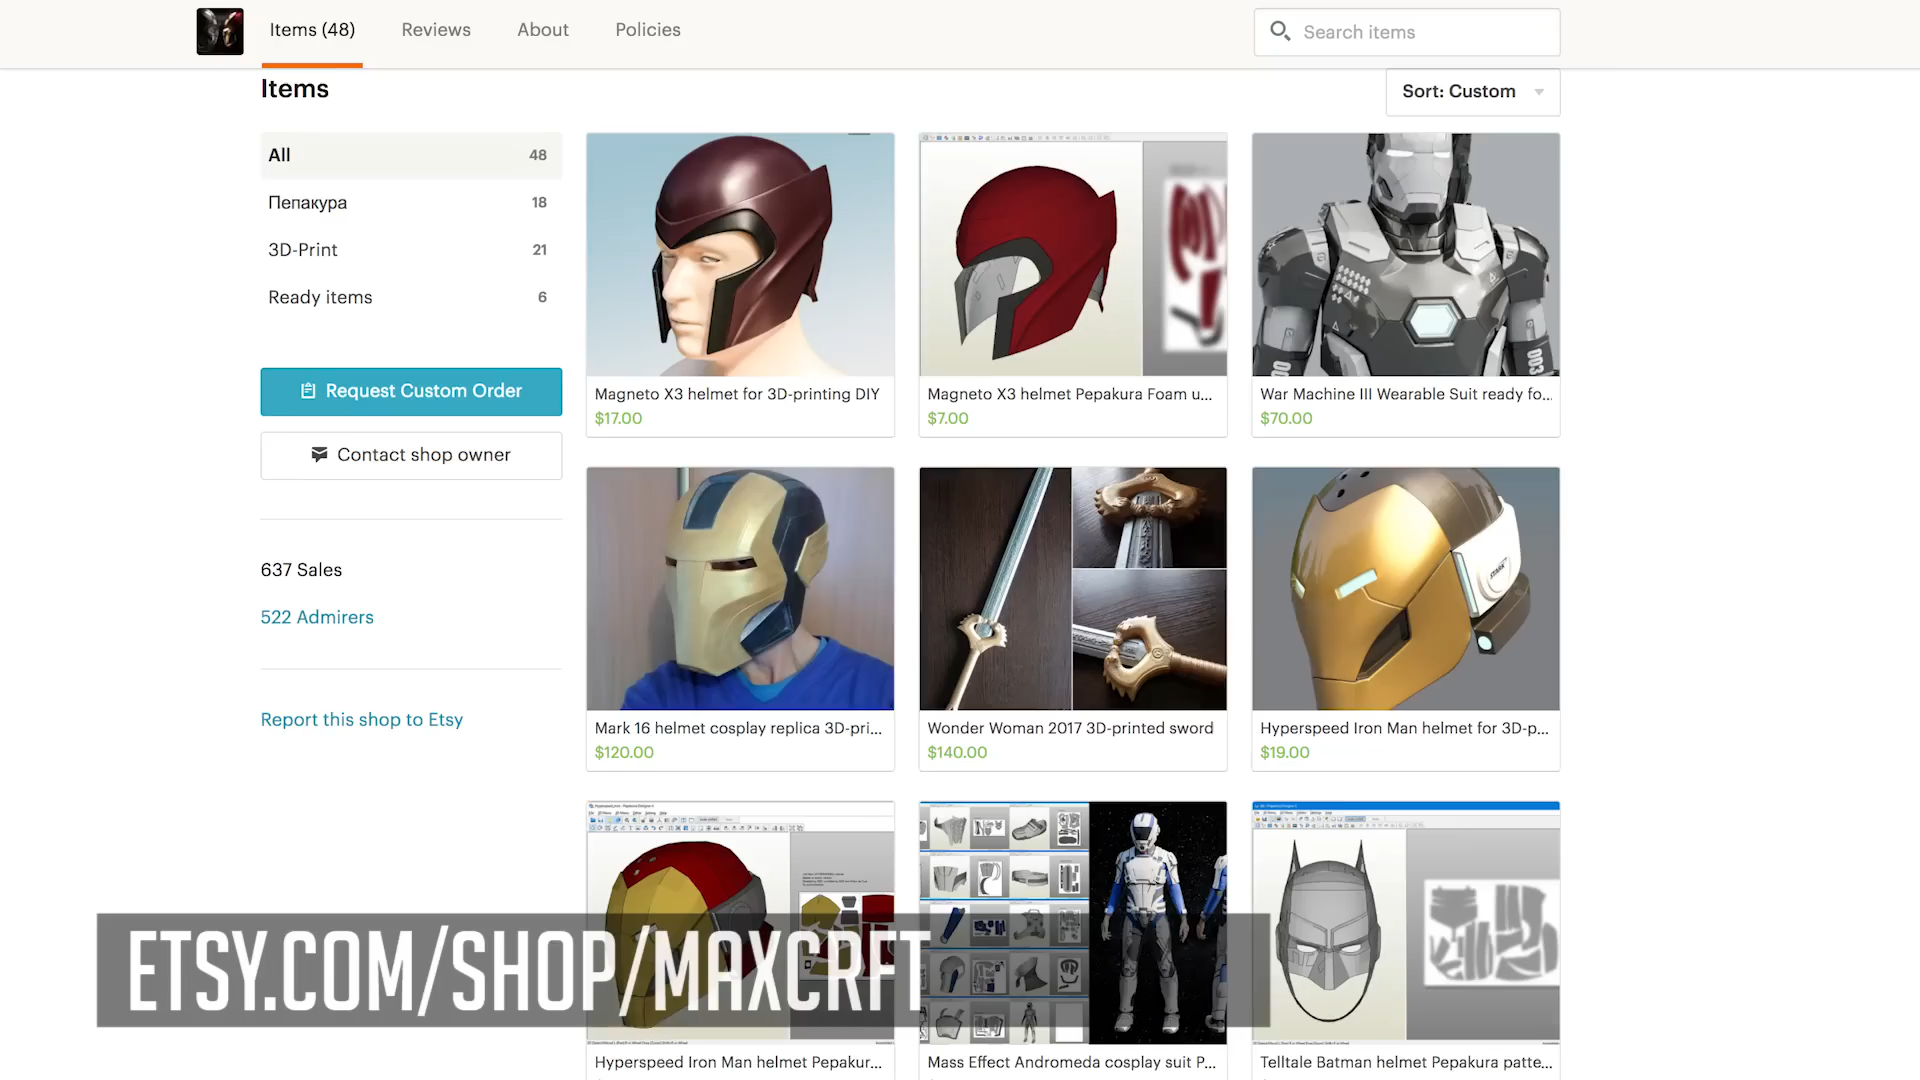 Items (48)
Reviews
About
Policies
Search items
Items
Sort: Custom
All 48
Пепакура 18
3D-Print 21
Ready items 6
Request Custom Order
Contact shop owner
637 Sales
522 Admirers
Report this shop to Etsy
Magneto X3 helmet for 3D-printing DIY
$17.00
Magneto X3 helmet Pepakura Foam u...
$7.00
War Machine III Wearable Suit ready fo...
$70.00
Mark 16 helmet cosplay replica 3D-pri...
$120.00
Wonder Woman 2017 3D-printed sword
$140.00
STARK
Hyperspeed Iron Man helmet for 3D-p...
$19.00
Hyperspeed Iron Man helmet Pepakur...
Mass Effect Andromeda cosplay suit P...
Telltale Batman helmet Pepakura patte...
ETSY.COM/SHOP/MAXCRFT